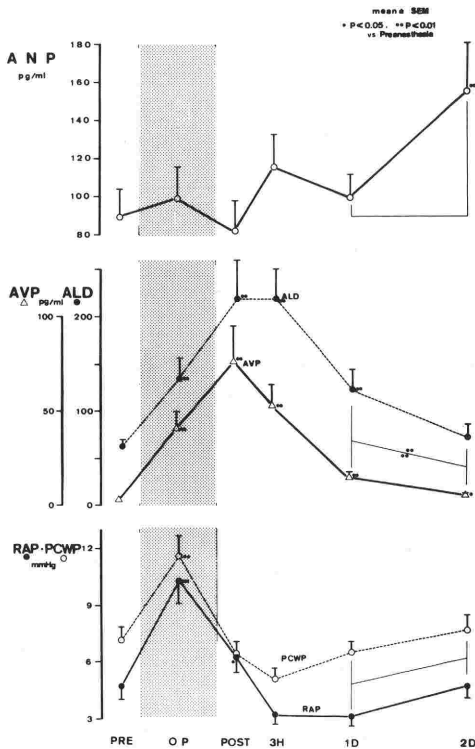 mean± SEM
* P<0.05, ** P<0.01
vs Preanesthesia
A N P
pg/ml
180
160
140
120
100
80
**
AVP pg/ml ALD
100 200
50 100
0 0
ALD
AVP
RAP·PCWP
mmHg
12
9
6
3
PCWP
RAP
PRE O P POST 3H 1D 2D